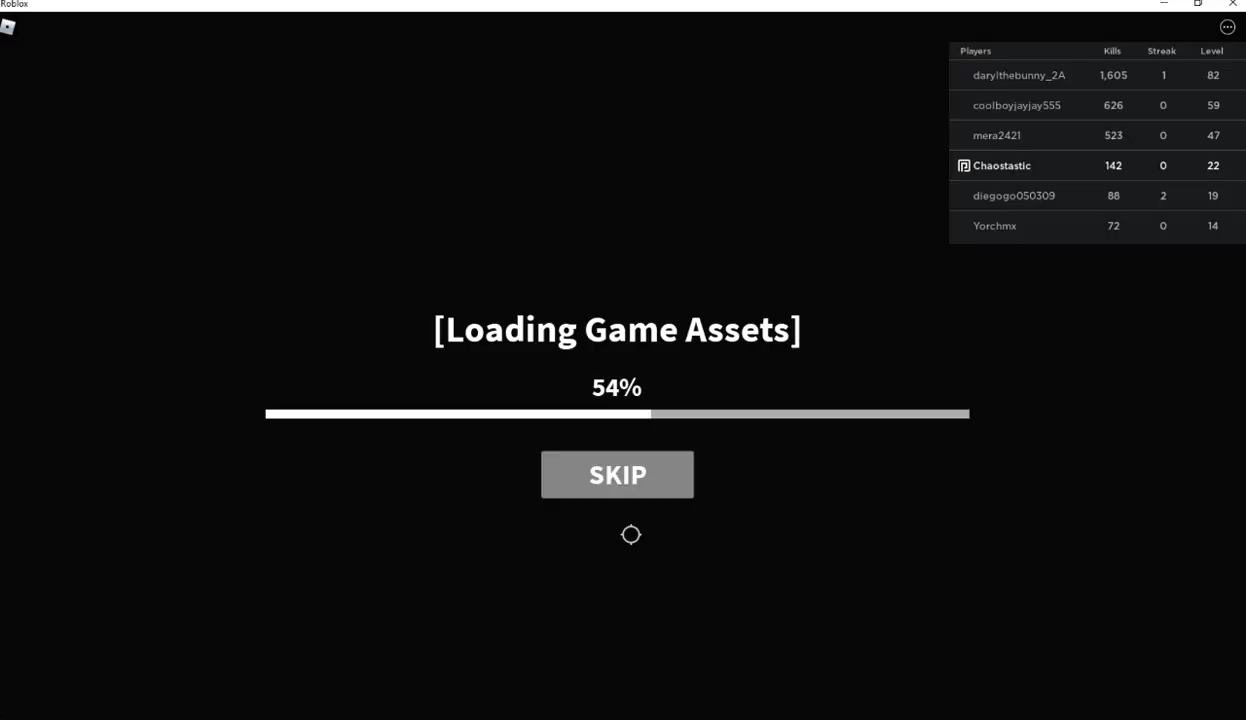 Roblox
Players Kills Streak Level
darylthebunny_2A 1,605 1 82
coolboyjayjay555 626 0 59
mera2421 523 0 47
Chaostastic 142 0 22
diegogo050309 88 2 19
Yorchmx 72 0 14
[Loading Game Assets]
54%
SKIP